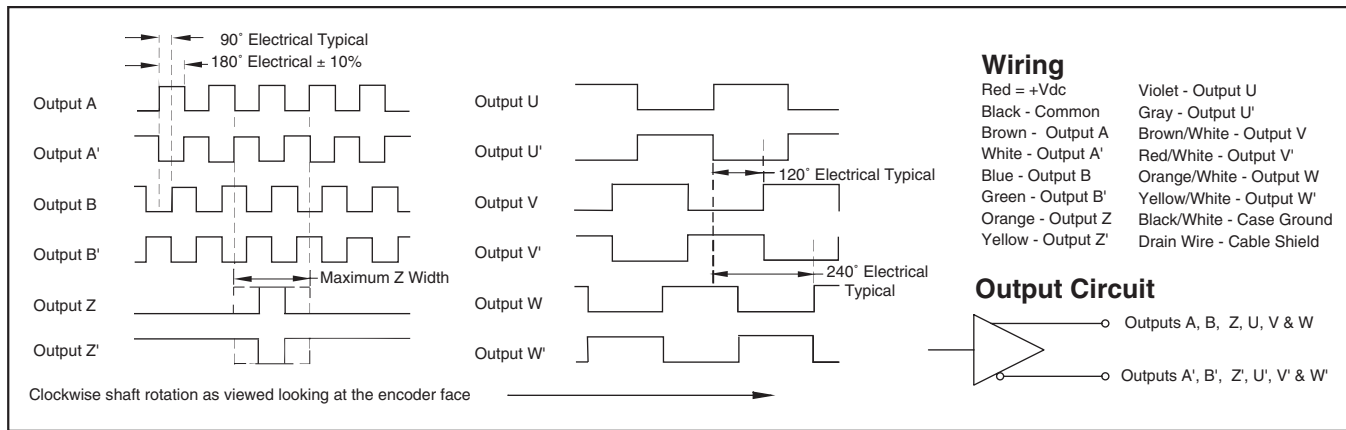 90° Electrical Typical
180° Electrical ± 10%
Output A
Output A'
Output B
Output B'
Maximum Z Width
Output Z
Output Z'
Output U
Output U'
120° Electrical Typical
Output V
Output V'
240° Electrical
Typical
Output W
Output W'
Clockwise shaft rotation as viewed looking at the encoder face
Wiring
Red = +Vdc
Black - Common
Brown - Output A
White - Output A'
Blue - Output B
Green - Output B'
Orange - Output Z
Yellow - Output Z'
Violet - Output U
Gray - Output U'
Brown/White - Output V
Red/White - Output V'
Orange/White - Output W
Yellow/White - Output W'
Black/White - Case Ground
Drain Wire - Cable Shield
Output Circuit
Outputs A, B, Z, U, V & W
Outputs A', B', Z', U', V' & W'